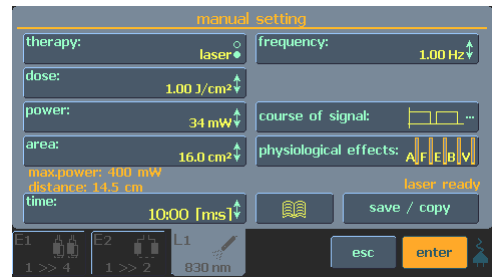 manual setting
therapy:
laser
frequency:
1.00 Hz
dose:
1.00 J/cm²
power:
34 mW
course of signal:
...
area:
16.0 cm²
physiological effects:
A F E B V
max.power: 400 mW
distance: 14.5 cm
laser ready
time:
10:00 [m:s]
save / copy
E1
1 >> 4
E2
1 >> 2
L1
830 nm
esc
enter